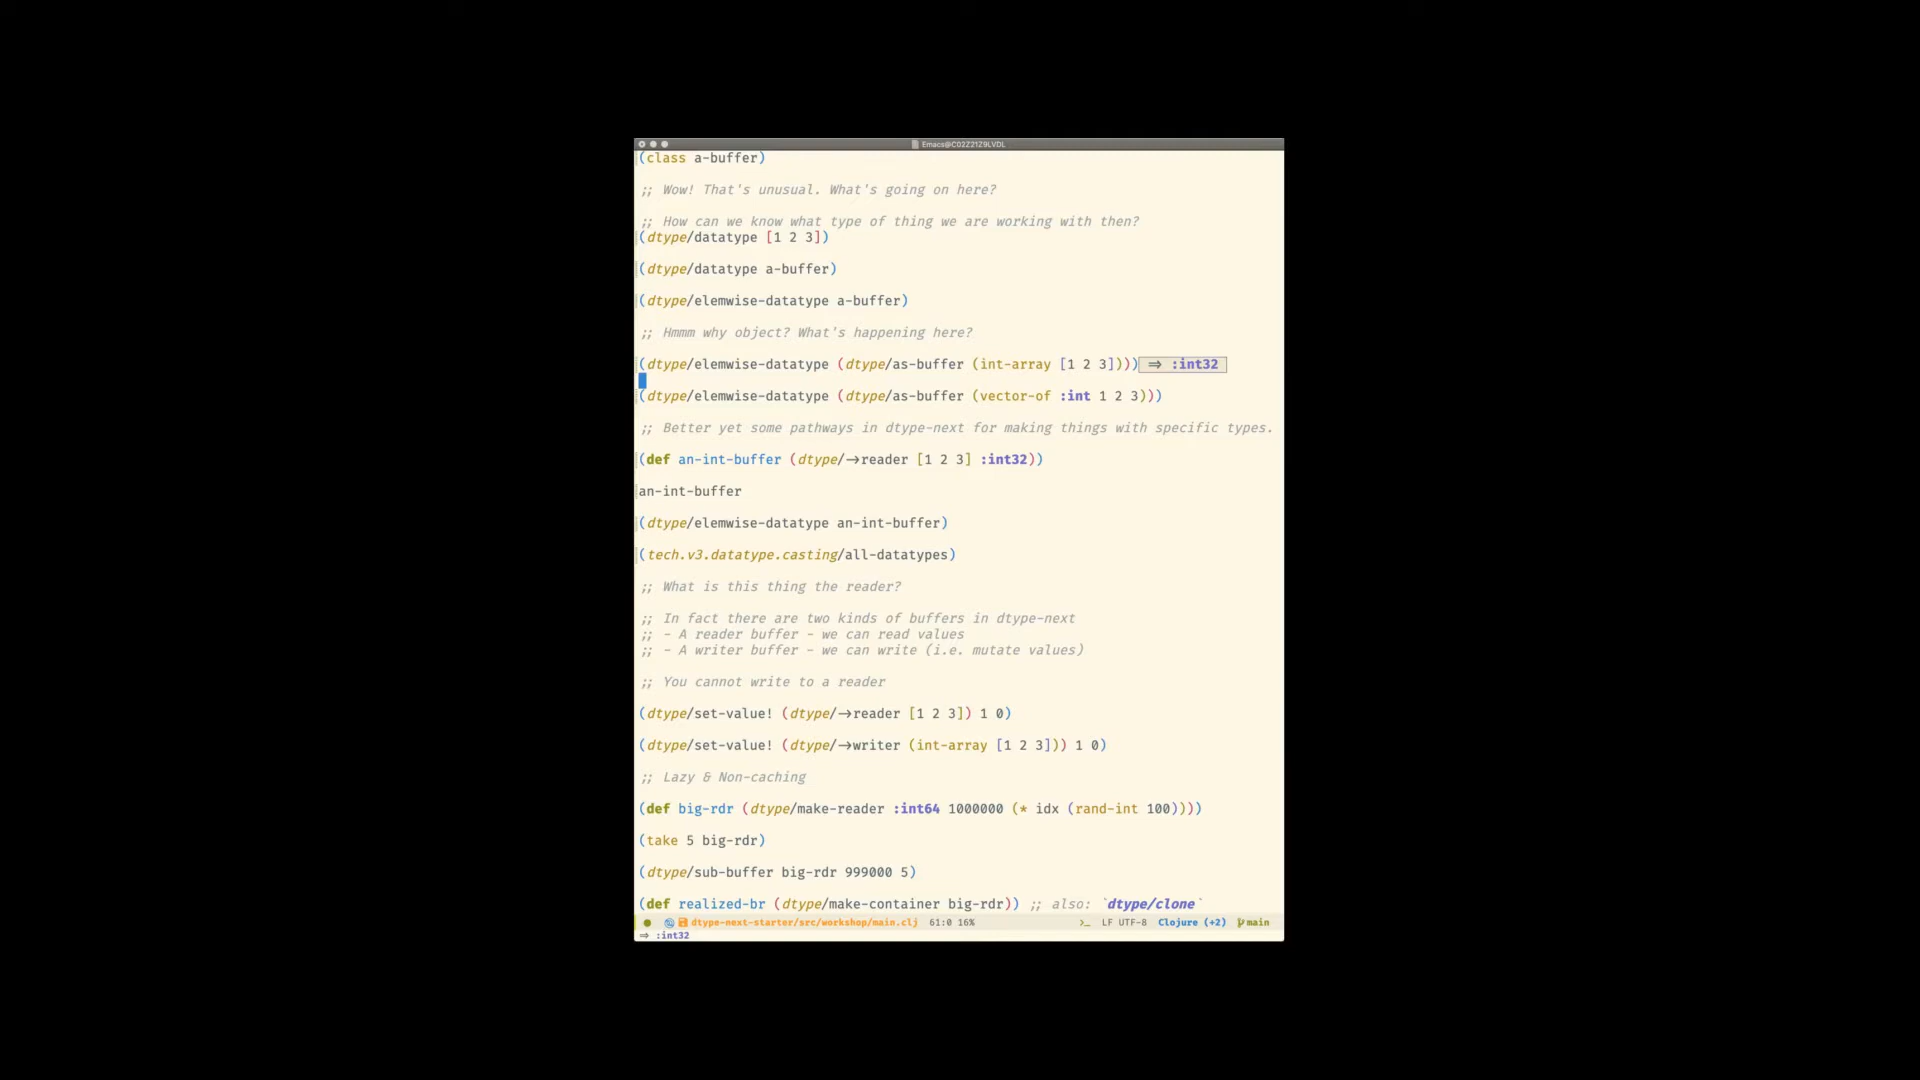 Emacs@C02Z21Z9LVDL
(class a-buffer)
;; Wow! That's unusual. What's going on here?
;; How can we know what type of thing we are working with then?
(dtype/datatype [1 2 3])
(dtype/datatype a-buffer)
(dtype/elemwise-datatype a-buffer)
;; Hmmm why object? What's happening here?
(dtype/elemwise-datatype (dtype/as-buffer (int-array [1 2 3]))) ⇒ :int32
(dtype/elemwise-datatype (dtype/as-buffer (vector-of :int 1 2 3)))
;; Better yet some pathways in dtype-next for making things with specific types.
(def an-int-buffer (dtype/→reader [1 2 3] :int32))
an-int-buffer
(dtype/elemwise-datatype an-int-buffer)
(tech.v3.datatype.casting/all-datatypes)
;; What is this thing the reader?
;; In fact there are two kinds of buffers in dtype-next
;; - A reader buffer - we can read values
;; - A writer buffer - we can write (i.e. mutate values)
;; You cannot write to a reader
(dtype/set-value! (dtype/→reader [1 2 3]) 1 0)
(dtype/set-value! (dtype/→writer (int-array [1 2 3])) 1 0)
;; Lazy & Non-caching
(def big-rdr (dtype/make-reader :int64 1000000 (* idx (rand-int 100))))
(take 5 big-rdr)
(dtype/sub-buffer big-rdr 999000 5)
(def realized-br (dtype/make-container big-rdr)) ;; also: `dtype/clone`
dtype-next-starter/src/workshop/main.clj 61:0 16% >_ LF UTF-8 Clojure (+2) main
⇒ :int32